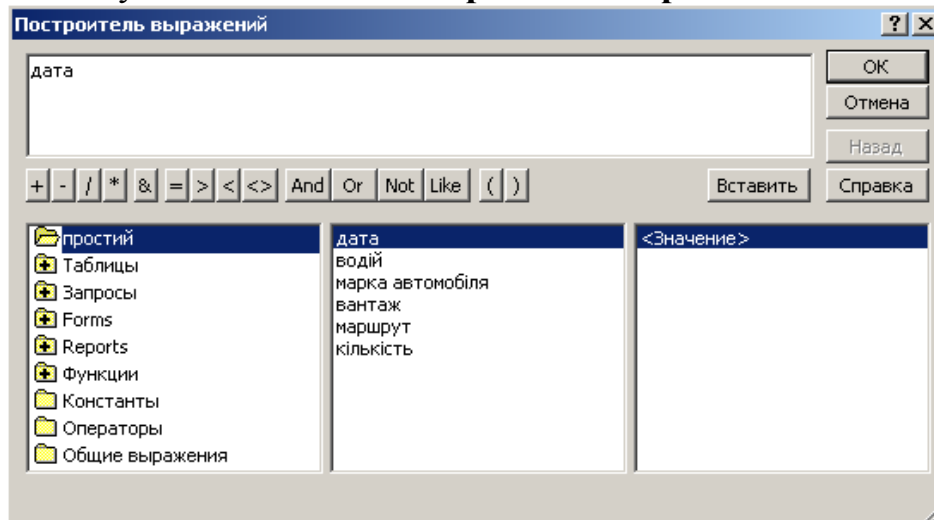 Построитель выражений
дата
ОК
Отмена
Назад
+ - / * & = > < <> And Or Not Like ( ) Вставить Справка
простий
Таблицы
Запросы
Forms
Reports
Функции
Константы
Операторы
Общие выражения
дата
водій
марка автомобіля
вантаж
маршрут
кількість
<Значение>